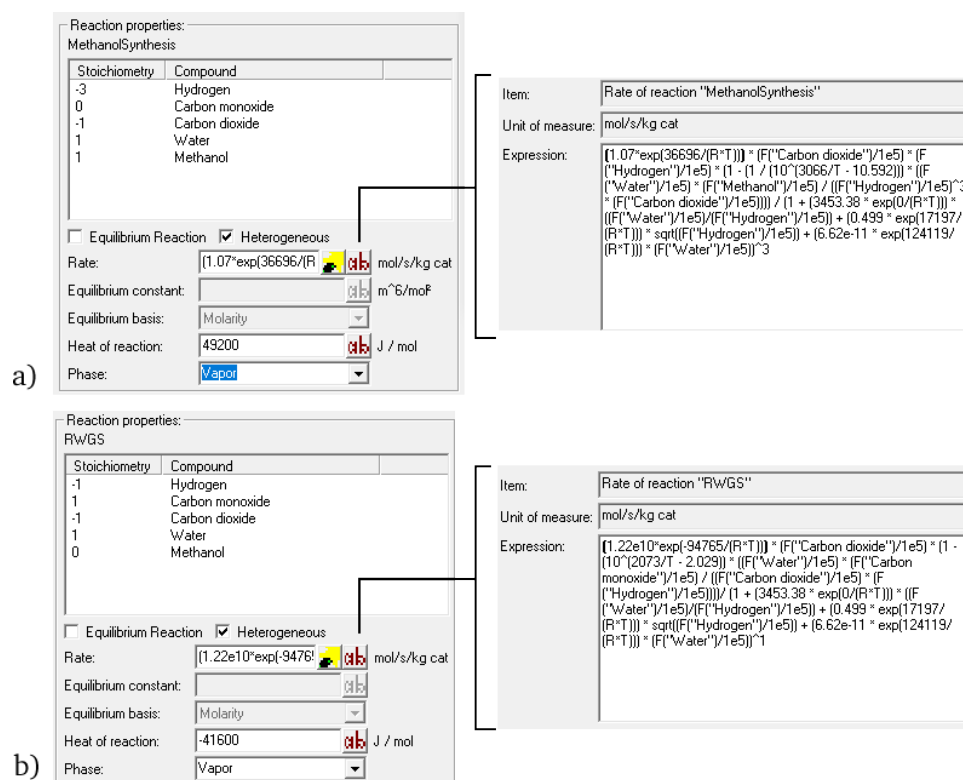 Reaction properties:
MethanolSynthesis
Stoichiometry Compound
-3 Hydrogen
0 Carbon monoxide
-1 Carbon dioxide
1 Water
1 Methanol
Equilibrium Reaction Heterogeneous
Rate: (1.07*exp(36696/(R ab mol/s/kg cat
Equilibrium constant: ab m^6/mol²
Equilibrium basis: Molarity
Heat of reaction: 49200 ab J / mol
Phase: Vapor
a)
Item: Rate of reaction "MethanolSynthesis"
Unit of measure: mol/s/kg cat
Expression:
(1.07*exp(36696/(R*T))) * (F("Carbon dioxide")/1e5) * (F
("Hydrogen")/1e5) * (1 - (1 / (10^(3066/T - 10.592))) * ((F
("Water")/1e5) * (F("Methanol")/1e5) / ((F("Hydrogen")/1e5)^3
* (F("Carbon dioxide")/1e5)))) / (1 + (3453.38 * exp(0/(R*T))) *
((F("Water")/1e5)/(F("Hydrogen")/1e5)) + (0.499 * exp(17197/
(R*T))) * sqrt((F("Hydrogen")/1e5)) + (6.62e-11 * exp(124119/
(R*T))) * (F("Water")/1e5))^3
Reaction properties:
RWGS
Stoichiometry Compound
-1 Hydrogen
1 Carbon monoxide
-1 Carbon dioxide
1 Water
0 Methanol
Equilibrium Reaction Heterogeneous
Rate: (1.22e10*exp(-9476 ab mol/s/kg cat
Equilibrium constant: ab
Equilibrium basis: Molarity
Heat of reaction: -41600 ab J / mol
Phase: Vapor
b)
Item: Rate of reaction "RWGS"
Unit of measure: mol/s/kg cat
Expression:
(1.22e10*exp(-94765/(R*T))) * (F("Carbon dioxide")/1e5) * (1 -
(10^(2073/T - 2.029)) * ((F("Water")/1e5) * (F("Carbon
monoxide")/1e5) / ((F("Carbon dioxide")/1e5) * (F
("Hydrogen")/1e5))))/ (1 + (3453.38 * exp(0/(R*T))) * ((F
("Water")/1e5)/(F("Hydrogen")/1e5)) + (0.499 * exp(17197/
(R*T))) * sqrt((F("Hydrogen")/1e5)) + (6.62e-11 * exp(124119/
(R*T))) * (F("Water")/1e5))^1